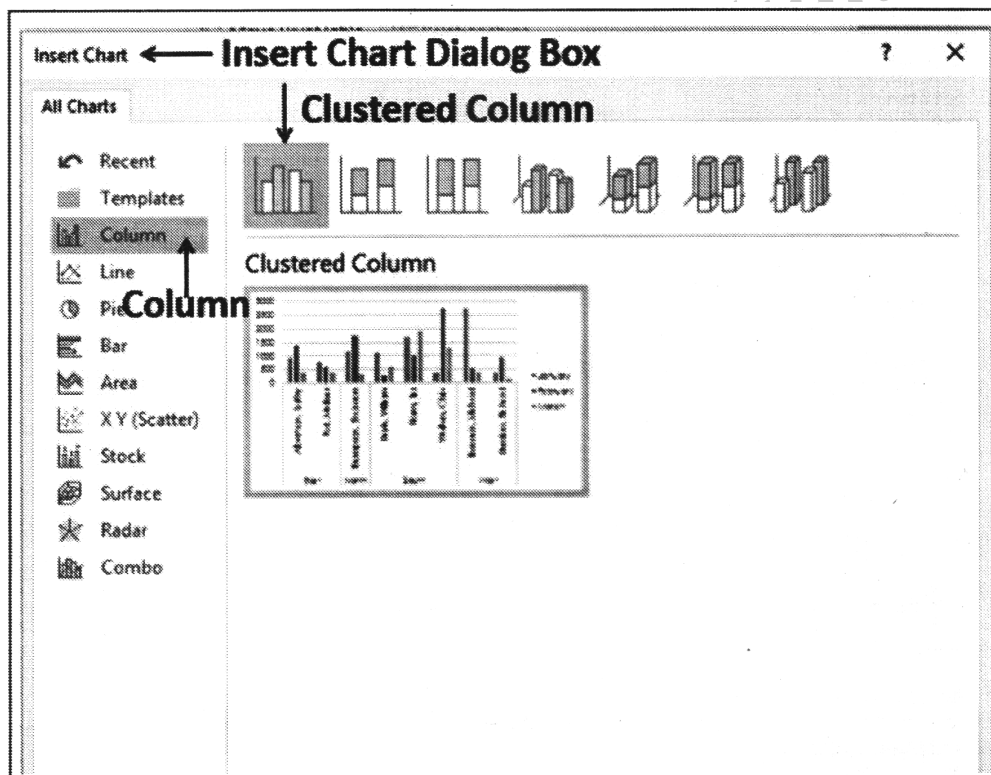 Insert Chart
Insert Chart Dialog Box
?
×
All Charts
Clustered Column
Recent
Templates
Column
Line
Pie
Column
Bar
Area
X Y (Scatter)
Stock
Surface
Radar
Combo
Clustered Column